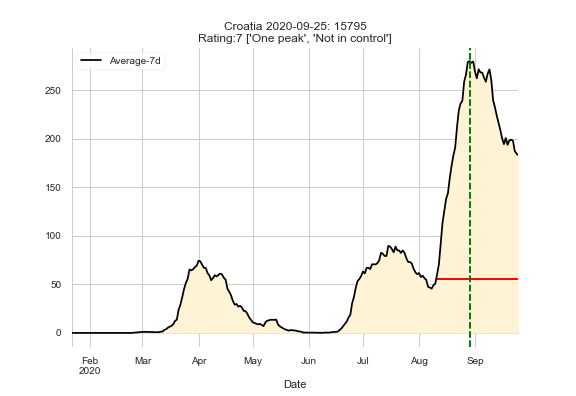 Croatia 2020-09-25: 15795
Rating:7 ['One peak', 'Not in control']
Average-7d
250
200
150
100
50
0
Feb Mar Apr May Jun Jul Aug Sep
2020
Date